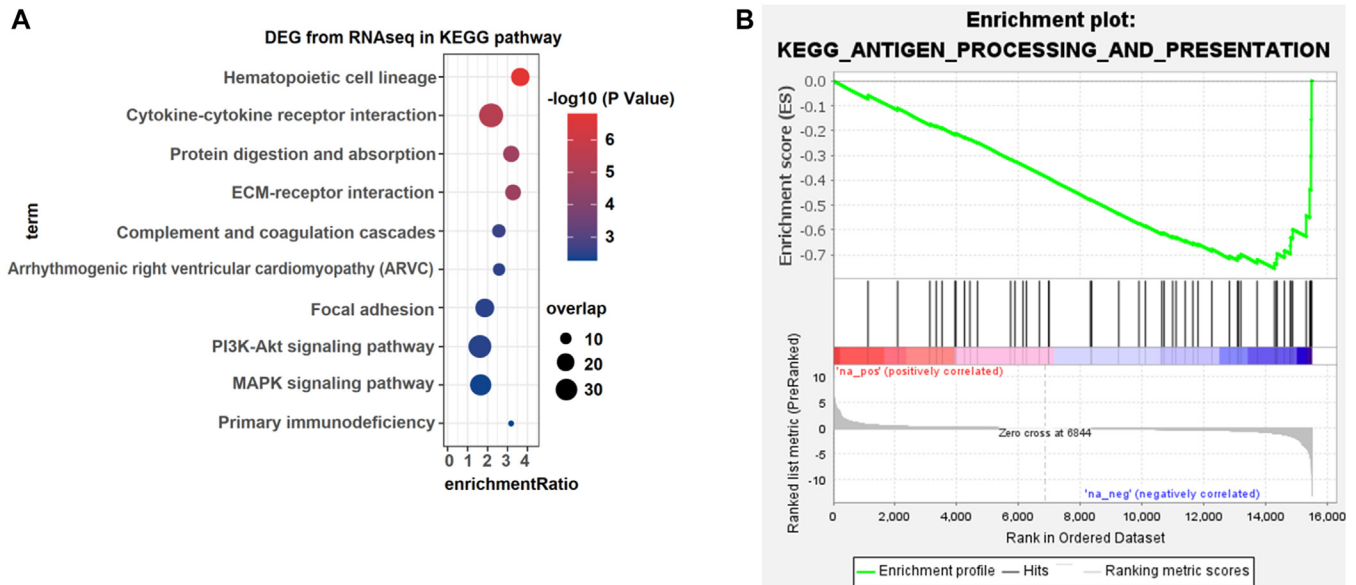 A
DEG from RNAseq in KEGG pathway
term
Hematopoietic cell lineage
Cytokine-cytokine receptor interaction
Protein digestion and absorption
ECM-receptor interaction
Complement and coagulation cascades
Arrhythmogenic right ventricular cardiomyopathy (ARVC)
Focal adhesion
PI3K-Akt signaling pathway
MAPK signaling pathway
Primary immunodeficiency
0 1 2 3 4
enrichmentRatio
-log10 (P Value)
6
5
4
3
overlap
10
20
30
B
Enrichment plot:
KEGG_ANTIGEN_PROCESSING_AND_PRESENTATION
Enrichment score (ES)
0.0
-0.1
-0.2
-0.3
-0.4
-0.5
-0.6
-0.7
'na_pos' (positively correlated)
Ranked list metric (PreRanked)
10
5
0
-5
-10
Zero cross at 6844
'na_neg' (negatively correlated)
0 2,000 4,000 6,000 8,000 10,000 12,000 14,000 16,000
Rank in Ordered Dataset
Enrichment profile Hits Ranking metric scores